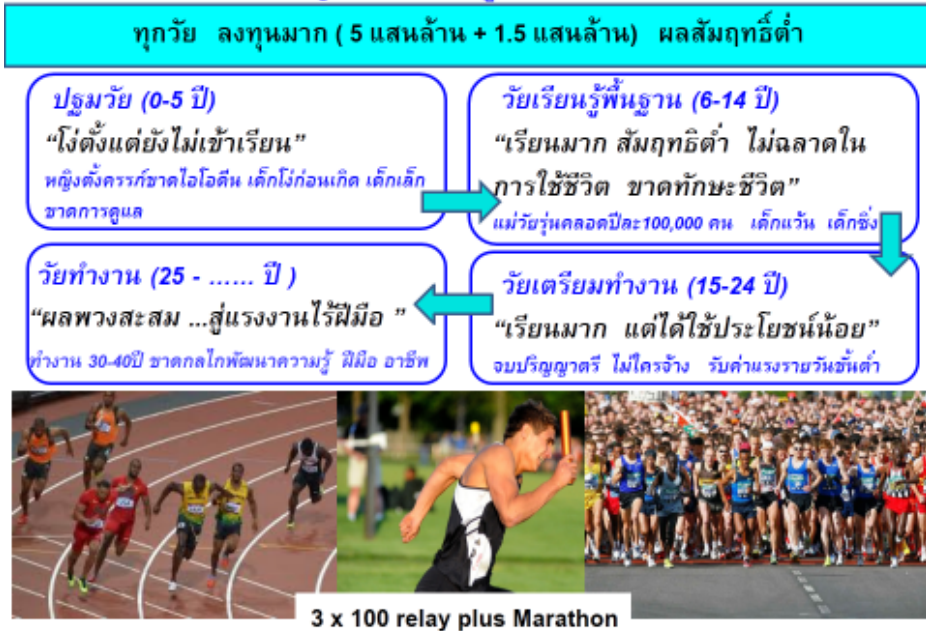 ทุกวัย ลงทุนมาก ( 5 แสนล้าน + 1.5 แสนล้าน) ผลสัมฤทธิ์ต่ำ
ปฐมวัย (0-5 ปี)
“โง่ตั้งแต่ยังไม่เข้าเรียน”
หญิงตั้งครรภ์ขาดไอโอดีน เด็กโง่ก่อนเกิด เด็กเล็ก
ขาดการดูแล
วัยเรียนรู้พื้นฐาน (6-14 ปี)
“เรียนมาก สัมฤทธิต่ำ ไม่ฉลาดใน
การใช้ชีวิต ขาดทักษะชีวิต”
แม่วัยรุ่นคลอดปีละ100,000 คน เด็กแว้น เด็กซิ่ง
วัยทำงาน (25 - ...... ปี )
“ผลพวงสะสม ...สู่แรงงานไร้ฝีมือ ”
ทำงาน 30-40ปี ขาดกลไกพัฒนาความรู้ ฝีมือ อาชีพ
วัยเตรียมทำงาน (15-24 ปี)
“เรียนมาก แต่ได้ใช้ประโยชน์น้อย”
จบปริญญาตรี ไม่ใครจ้าง รับค่าแรงรายวันขั้นต่ำ
3 x 100 relay plus Marathon